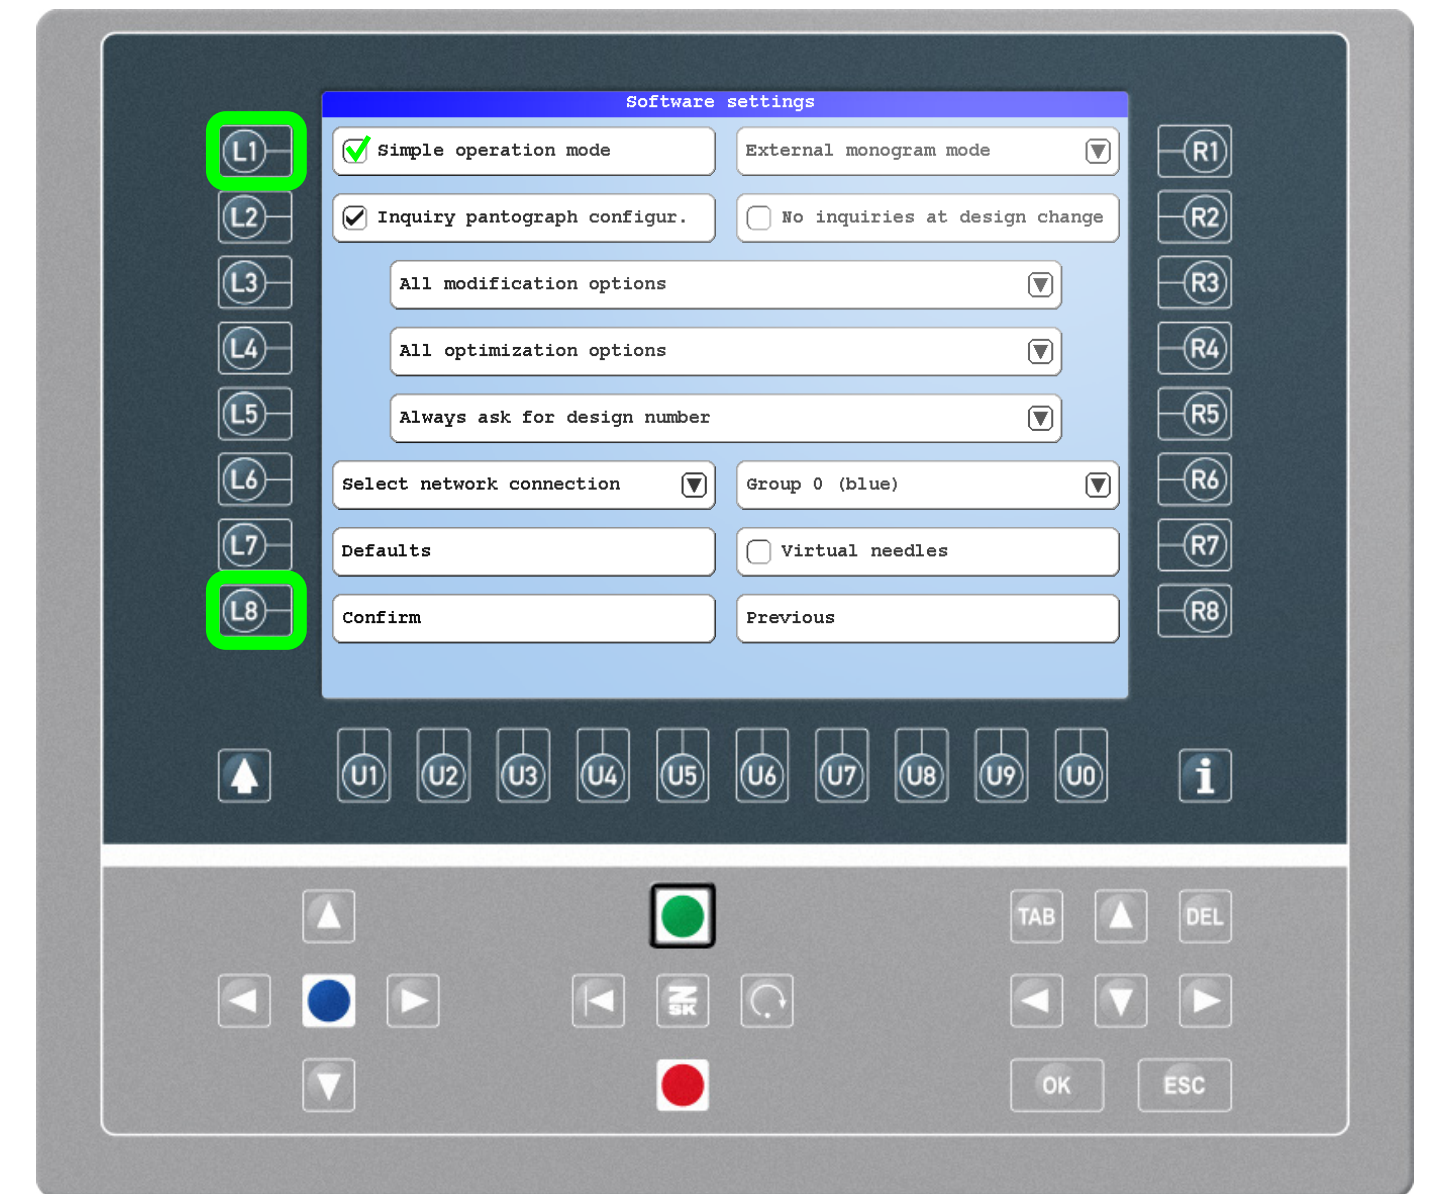 Software settings
L1 Simple operation mode External monogram mode R1
L2 Inquiry pantograph configur. No inquiries at design change R2
L3 All modification options R3
L4 All optimization options R4
L5 Always ask for design number R5
L6 Select network connection Group 0 (blue) R6
L7 Defaults Virtual needles R7
L8 Confirm Previous R8
U1 U2 U3 U4 U5 U6 U7 U8 U9 U0 i
TAB DEL
ZSK
OK ESC